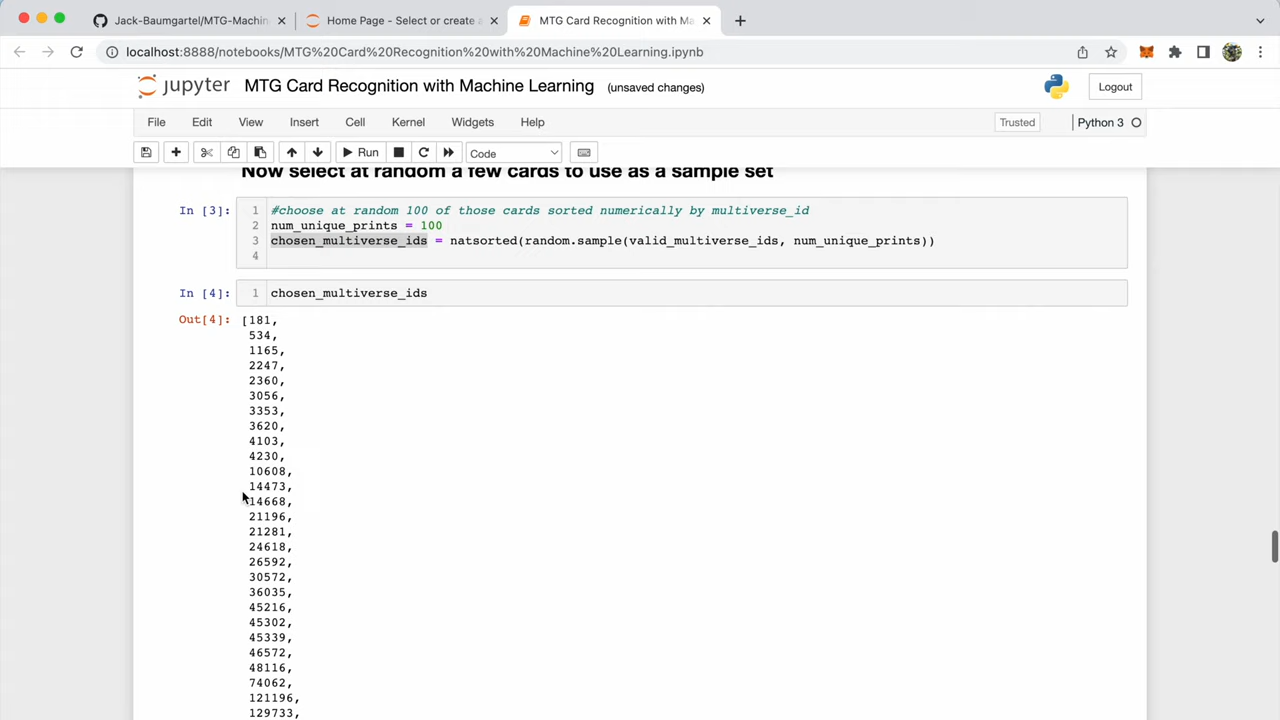 Jack-Baumgartel/MTG-Machin
Home Page - Select or create a
MTG Card Recognition with Ma
localhost:8888/notebooks/MTG%20Card%20Recognition%20with%20Machine%20Learning.ipynb
jupyter MTG Card Recognition with Machine Learning (unsaved changes)
Logout
File Edit View Insert Cell Kernel Widgets Help
Trusted
Python 3
Run
Code
Now select at random a few cards to use as a sample set
In [3]:
1 #choose at random 100 of those cards sorted numerically by multiverse_id
2 num_unique_prints = 100
3 chosen_multiverse_ids = natsorted(random.sample(valid_multiverse_ids, num_unique_prints))
4
In [4]:
1 chosen_multiverse_ids
Out[4]: [181,
534,
1165,
2247,
2360,
3056,
3353,
3620,
4103,
4230,
10608,
14473,
14668,
21196,
21281,
24618,
26592,
30572,
36035,
45216,
45302,
45339,
46572,
48116,
74062,
121196,
129733,